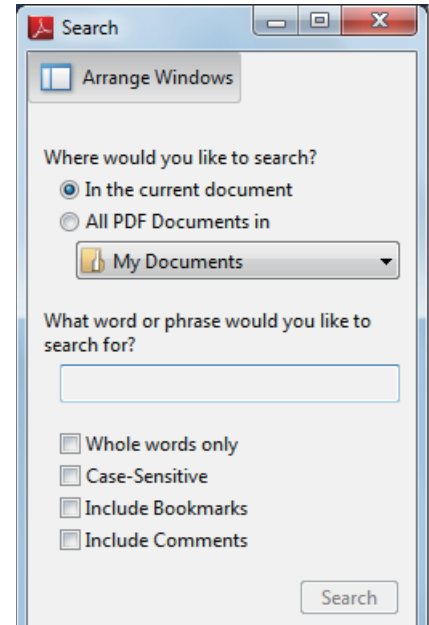 Search
Arrange Windows
Where would you like to search?
In the current document
All PDF Documents in
My Documents
What word or phrase would you like to
search for?
Whole words only
Case-Sensitive
Include Bookmarks
Include Comments
Search